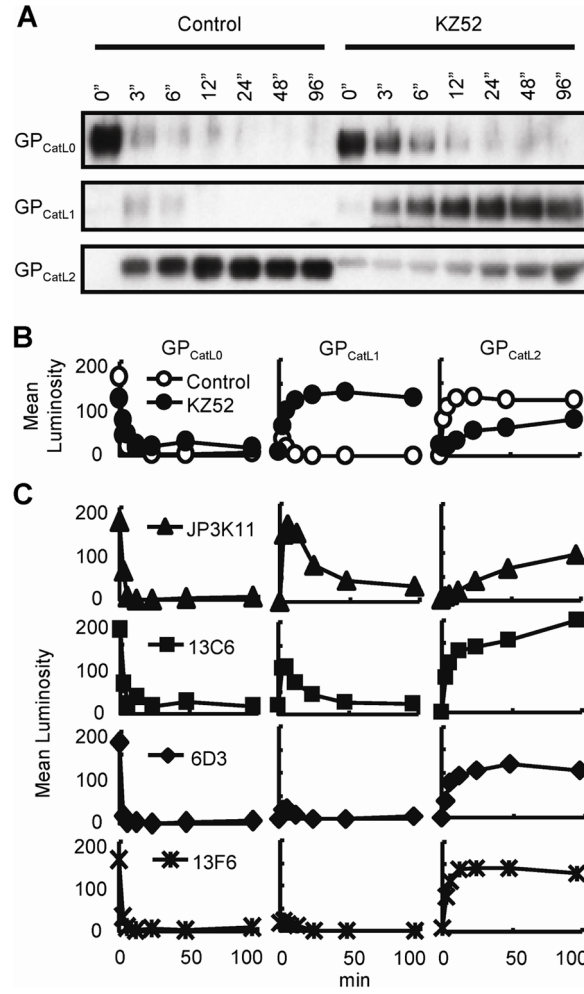 A
Control KZ52
0” 3” 6” 12” 24” 48” 96” 0” 3” 6” 12” 24” 48” 96”
GPCatL0
GPCatL1
GPCatL2
B
GPCatL0 GPCatL1 GPCatL2
Mean Luminosity
200
100
0
Control
KZ52
C
Mean Luminosity
200
100
0
JP3K11
200
100
0
13C6
200
100
0
6D3
200
100
0
13F6
0 50 100 0 50 100 0 50 100
min